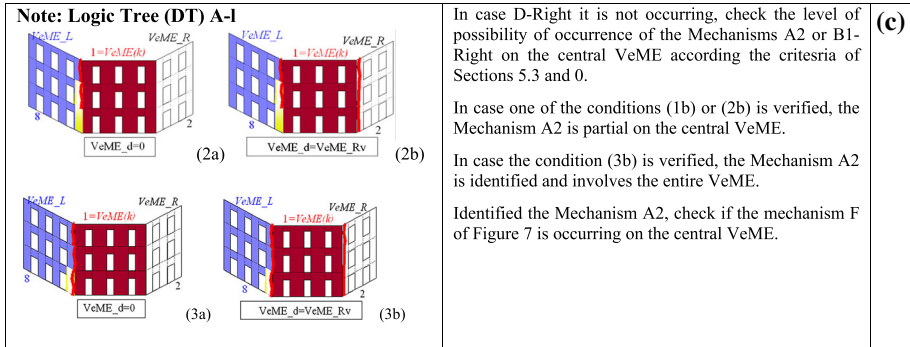 Note: Logic Tree (DT) A-l
VeME_L
VeME_R
1=VeME(k)
8
2
VeME_d=0
(2a)
VeME_L
VeME_R
1=VeME(k)
8
2
VeME_d=VeME_Rv
(2b)
VeME_L
VeME_R
1=VeME(k)
8
2
VeME_d=0
(3a)
VeME_L
VeME_R
1=VeME(k)
8
2
VeME_d=VeME_Rv
(3b)
In case D-Right it is not occurring, check the level of
possibility of occurrence of the Mechanisms A2 or B1-
Right on the central VeME according the critesria of
Sections 5.3 and 0.
In case one of the conditions (1b) or (2b) is verified, the
Mechanism A2 is partial on the central VeME.
In case the condition (3b) is verified, the Mechanism A2
is identified and involves the entire VeME.
Identified the Mechanism A2, check if the mechanism F
of Figure 7 is occurring on the central VeME.
(c)